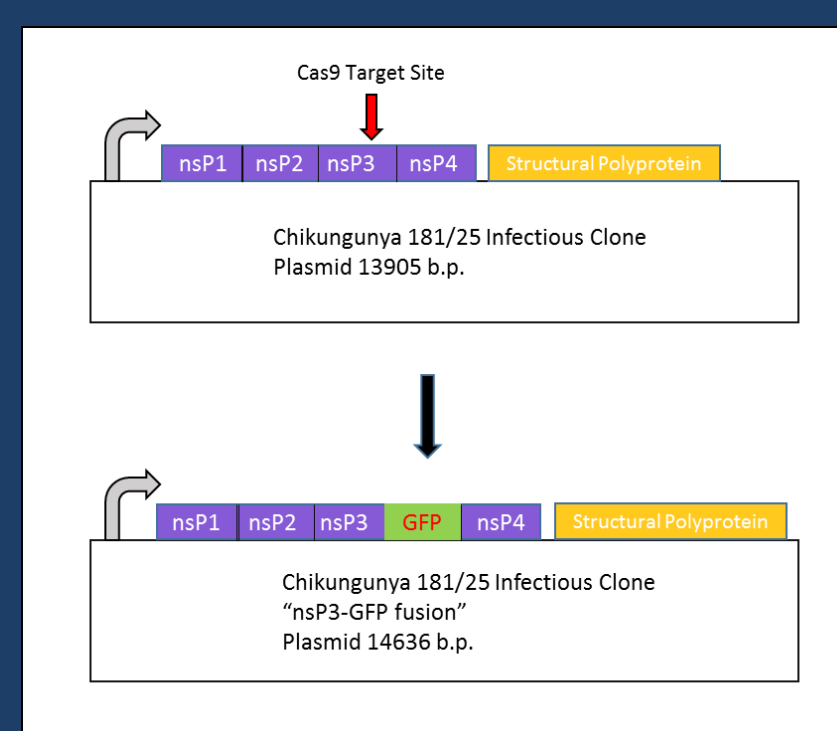 Cas9 Target Site
nsP1 nsP2 nsP3 nsP4 Structural Polyprotein
Chikungunya 181/25 Infectious Clone
Plasmid 13905 b.p.
nsP1 nsP2 nsP3 GFP nsP4 Structural Polyprotein
Chikungunya 181/25 Infectious Clone
“nsP3-GFP fusion”
Plasmid 14636 b.p.